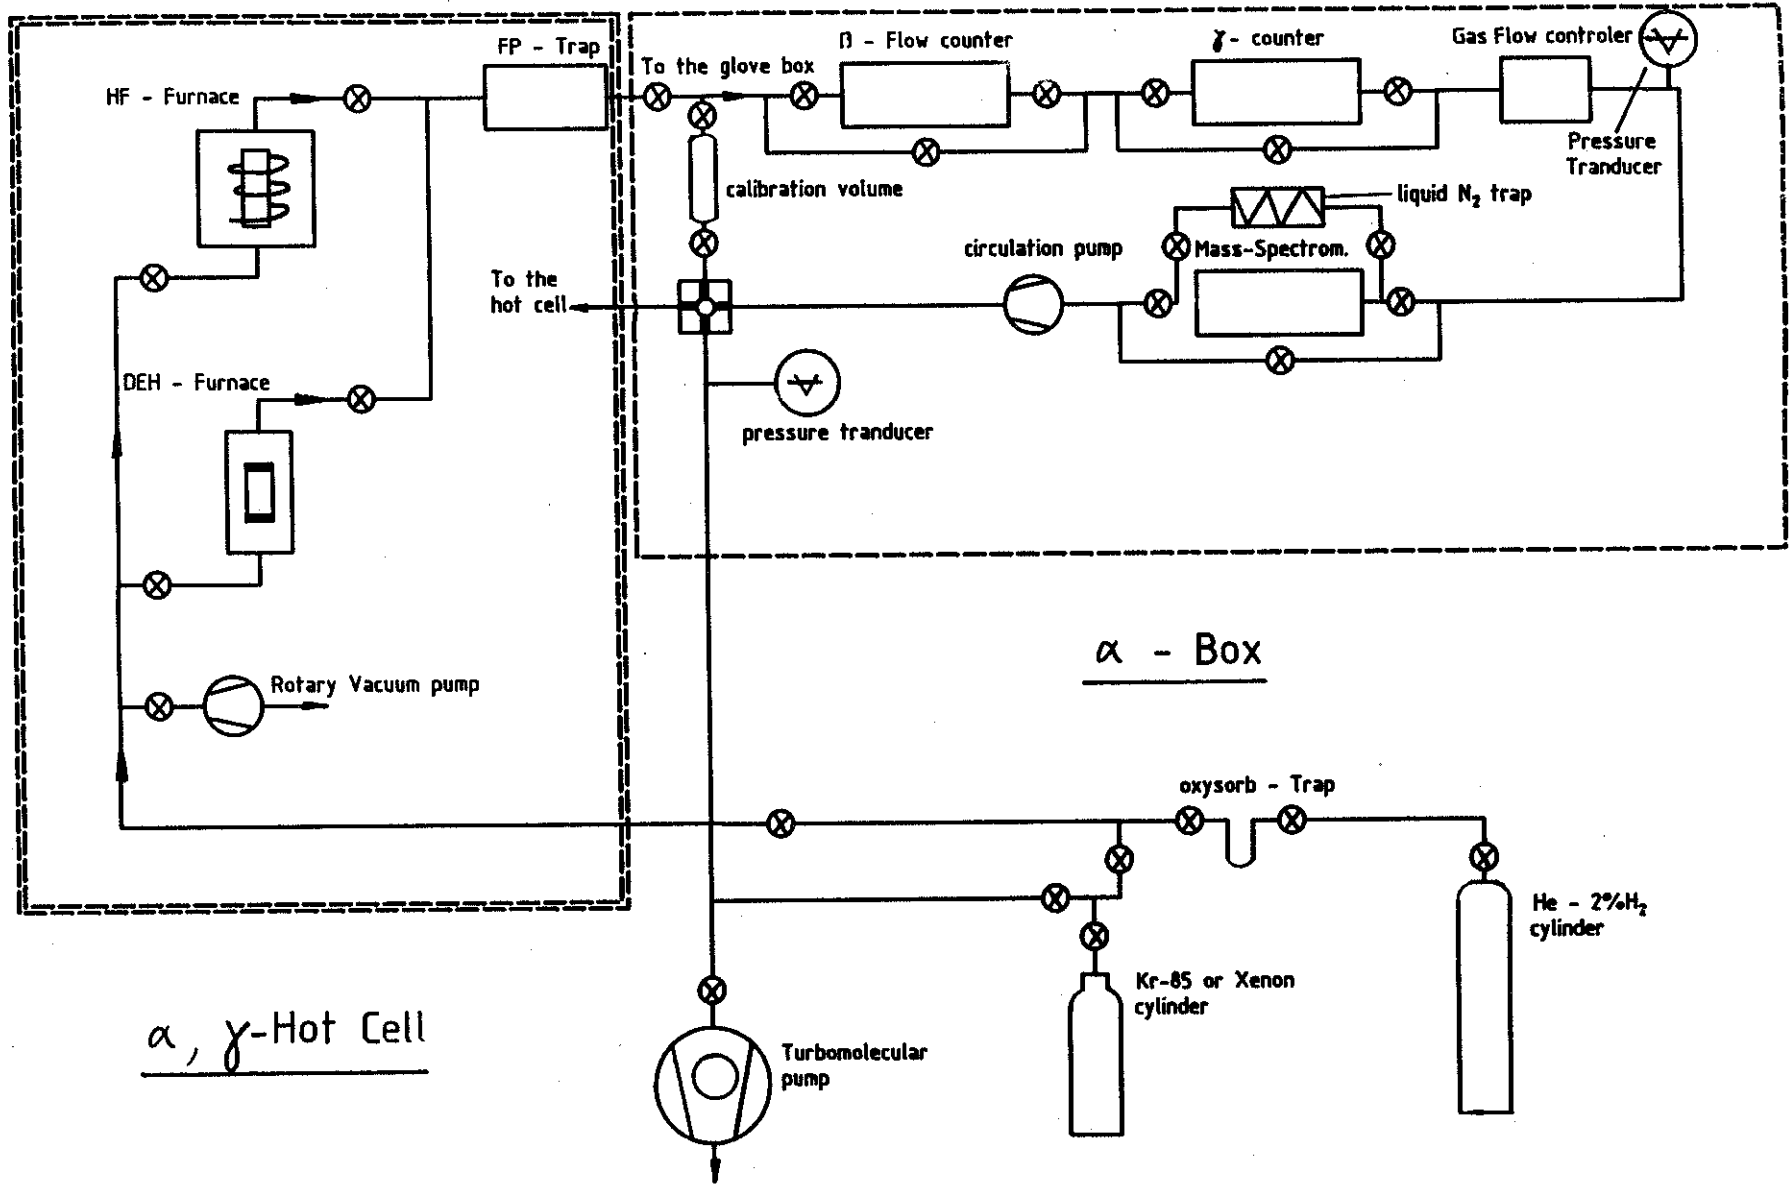 FP - Trap
HF - Furnace
To the glove box
β - Flow counter
γ - counter
Gas Flow controler
Pressure
Tranducer
calibration volume
liquid N₂ trap
circulation pump
Mass-Spectrom.
To the
hot cell
DEH - Furnace
pressure tranducer
α - Box
Rotary Vacuum pump
oxysorb - Trap
He - 2%H₂
cylinder
Kr-85 or Xenon
cylinder
α, γ-Hot Cell
Turbomolecular
pump